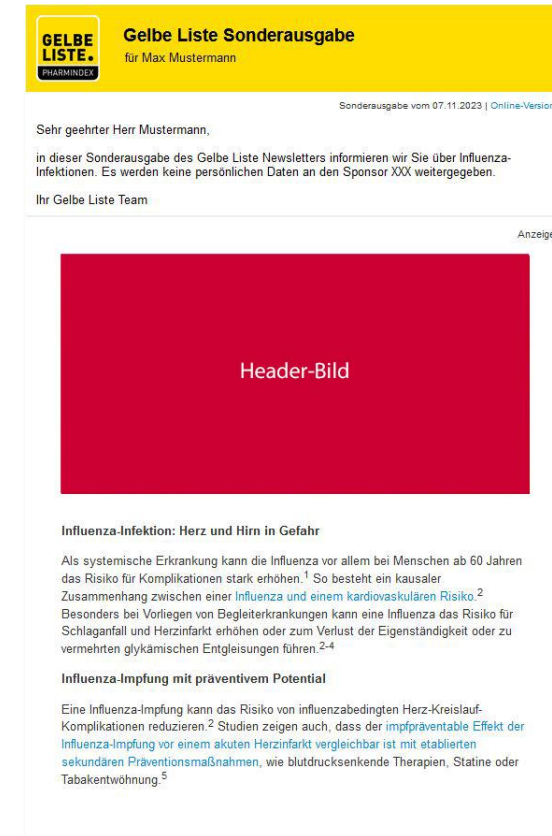 GELBE
LISTE.
PHARMINDEX
Gelbe Liste Sonderausgabe
für Max Mustermann
Sonderausgabe vom 07.11.2023 | Online-Version
Sehr geehrter Herr Mustermann,
in dieser Sonderausgabe des Gelbe Liste Newsletters informieren wir Sie über Influenza-
Infektionen. Es werden keine persönlichen Daten an den Sponsor XXX weitergegeben.
Ihr Gelbe Liste Team
Anzeige
Header-Bild
Influenza-Infektion: Herz und Hirn in Gefahr
Als systemische Erkrankung kann die Influenza vor allem bei Menschen ab 60 Jahren
das Risiko für Komplikationen stark erhöhen.1 So besteht ein kausaler
Zusammenhang zwischen einer Influenza und einem kardiovaskulären Risiko.2
Besonders bei Vorliegen von Begleiterkrankungen kann eine Influenza das Risiko für
Schlaganfall und Herzinfarkt erhöhen oder zum Verlust der Eigenständigkeit oder zu
vermehrten glykämischen Entgleisungen führen.2-4
Influenza-Impfung mit präventivem Potential
Eine Influenza-Impfung kann das Risiko von influenzabedingten Herz-Kreislauf-
Komplikationen reduzieren.2 Studien zeigen auch, dass der impfpräventable Effekt der
Influenza-Impfung vor einem akuten Herzinfarkt vergleichbar ist mit etablierten
sekundären Präventionsmaßnahmen, wie blutdrucksenkende Therapien, Statine oder
Tabakentwöhnung.5